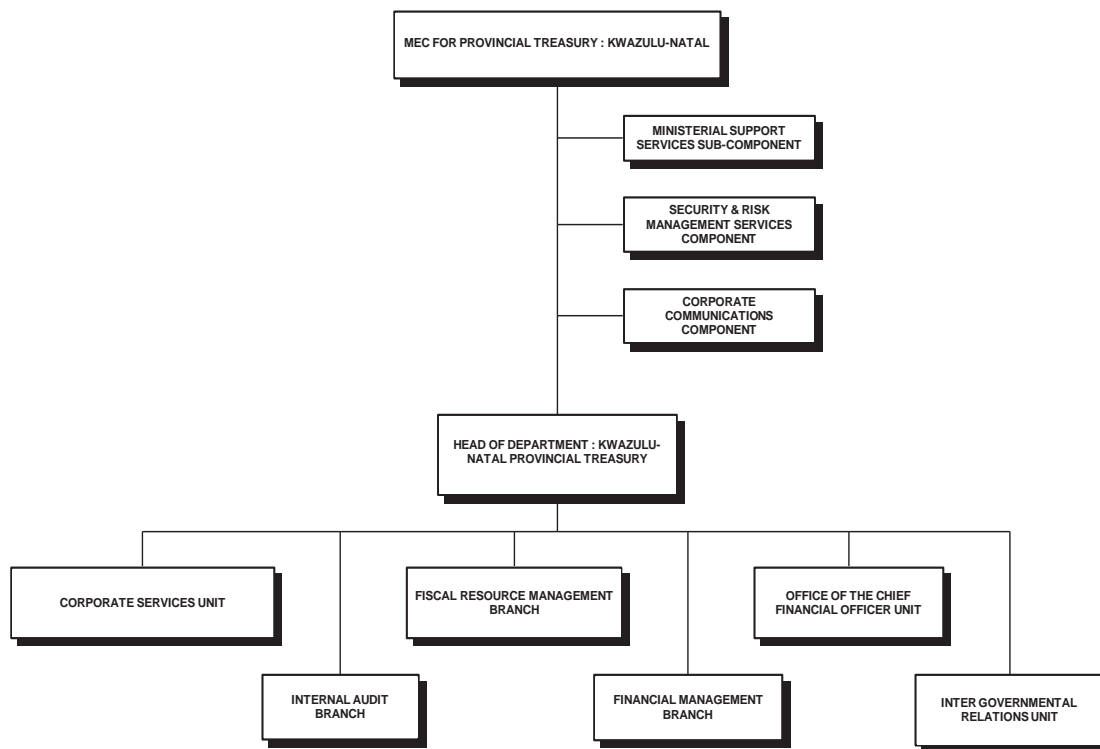 MEC FOR PROVINCIAL TREASURY : KWAZULU-NATAL
MINISTERIAL SUPPORT
SERVICES SUB-COMPONENT
SECURITY & RISK
MANAGEMENT SERVICES
COMPONENT
CORPORATE
COMMUNICATIONS
COMPONENT
HEAD OF DEPARTMENT : KWAZULU-
NATAL PROVINCIAL TREASURY
CORPORATE SERVICES UNIT
FISCAL RESOURCE MANAGEMENT
BRANCH
OFFICE OF THE CHIEF
FINANCIAL OFFICER UNIT
INTERNAL AUDIT
BRANCH
FINANCIAL MANAGEMENT
BRANCH
INTER GOVERNMENTAL
RELATIONS UNIT